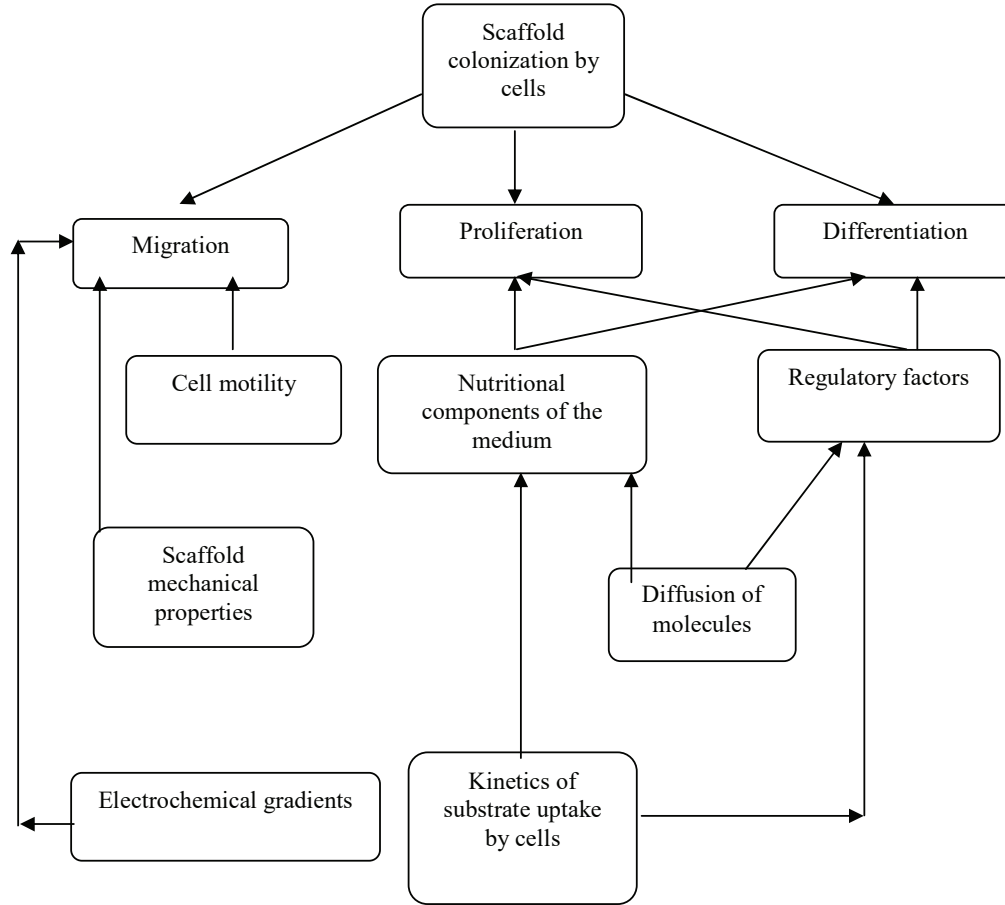 Scaffold
colonization by
cells
Migration
Proliferation
Differentiation
Cell motility
Nutritional
components of the
medium
Regulatory factors
Scaffold
mechanical
properties
Diffusion of
molecules
Electrochemical gradients
Kinetics of
substrate uptake
by cells